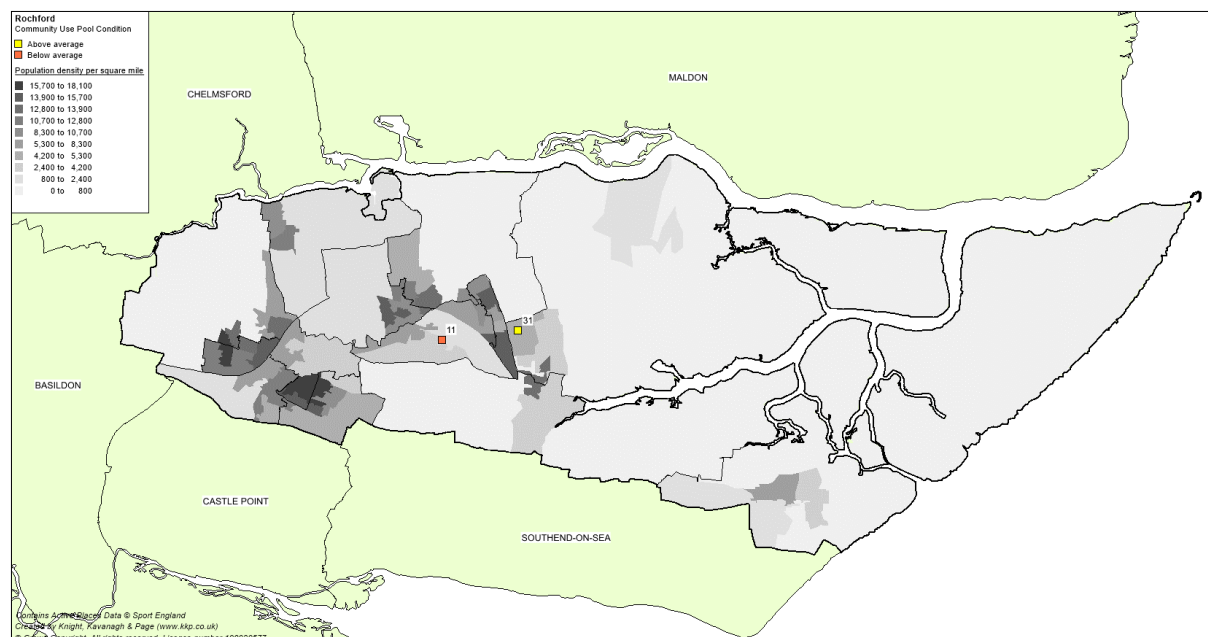 Rochford
Community Use Pool Condition
Above average
Below average
Population density per square mile
15,700 to 18,100
13,900 to 15,700
12,800 to 13,900
10,700 to 12,800
8,300 to 10,700
5,300 to 8,300
4,200 to 5,300
2,400 to 4,200
800 to 2,400
0 to 800
CHELMSFORD
MALDON
31
11
BASILDON
CASTLE POINT
SOUTHEND-ON-SEA
Contains Active Places Data © Sport England
Created by Knight, Kavanagh & Page (www.kkp.co.uk)